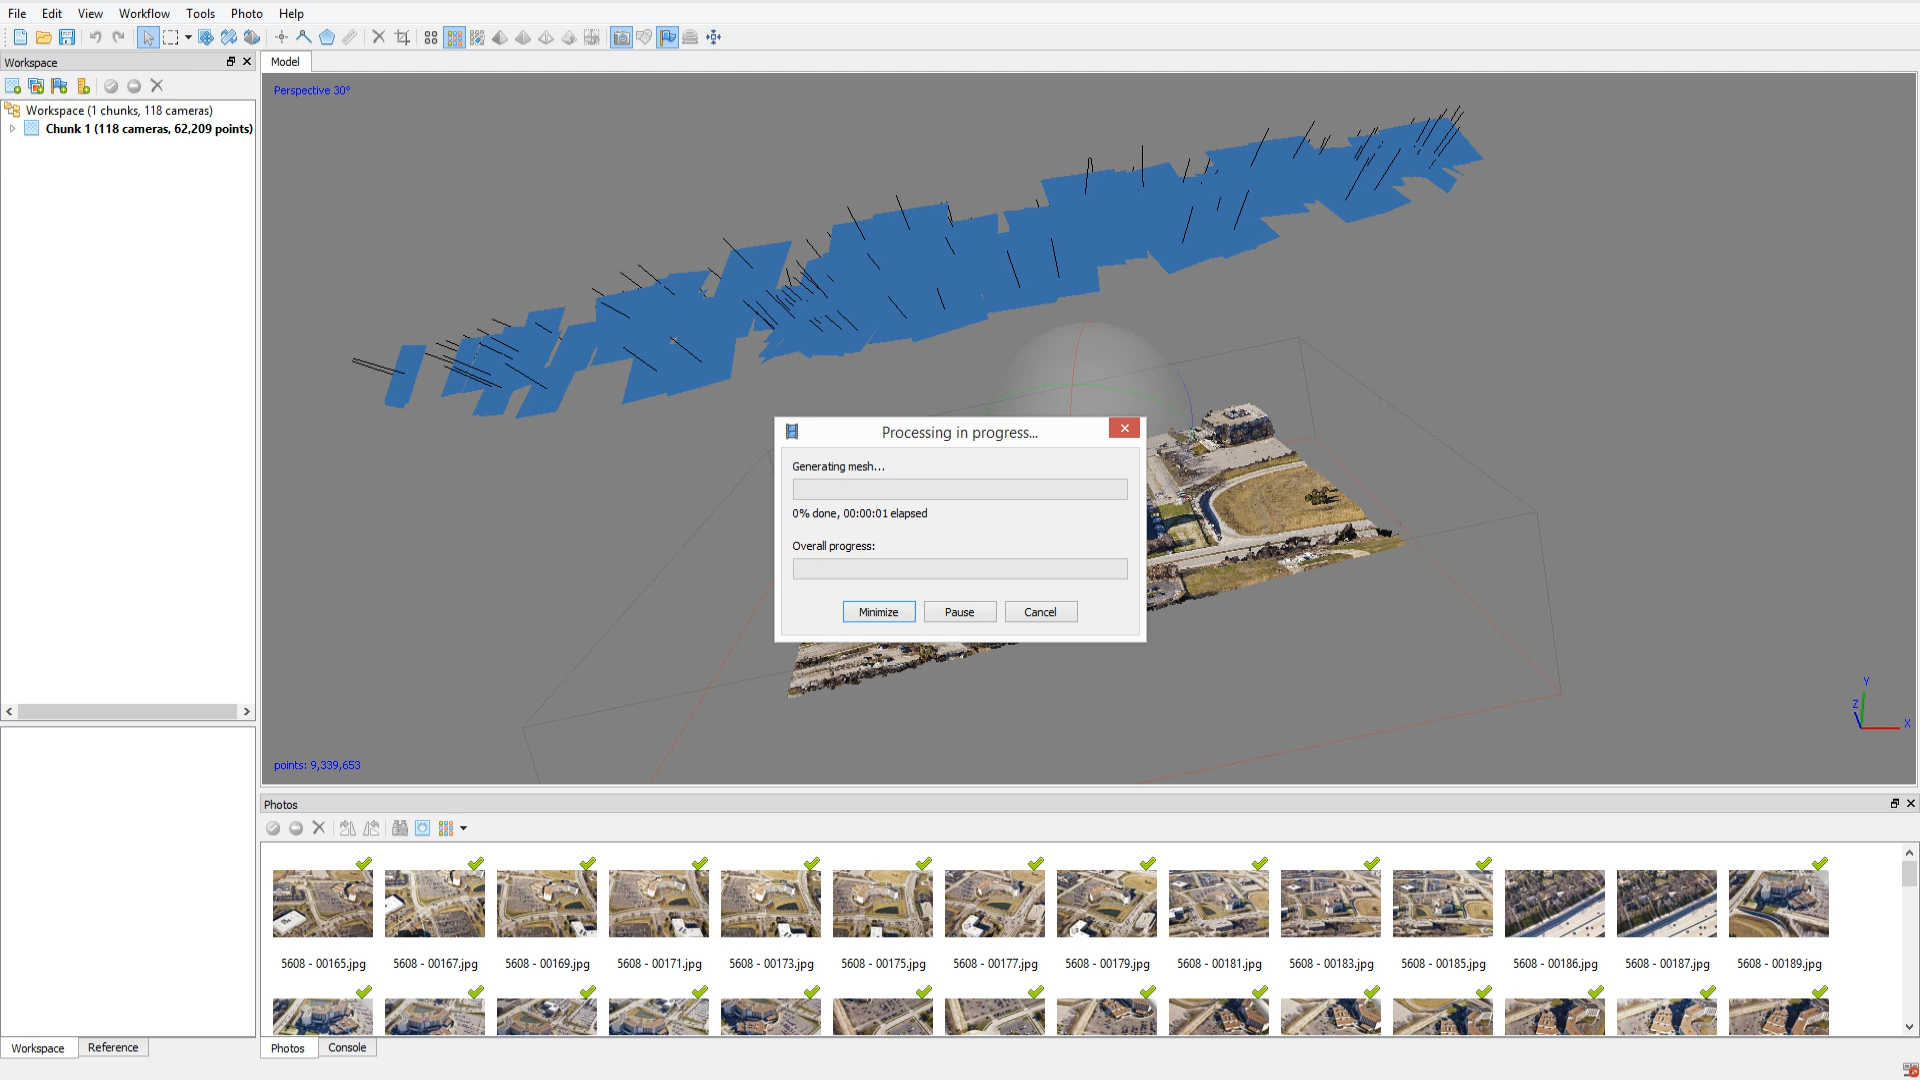 File Edit View Workflow Tools Photo Help
Workspace
Model
Perspective 30°
Workspace (1 chunks, 118 cameras)
Chunk 1 (118 cameras, 62,209 points)
Processing in progress...
Generating mesh...
0% done, 00:00:01 elapsed
Overall progress:
Minimize Pause Cancel
Y
Z
X
points: 9,339,653
Photos
5608 - 00165.jpg 5608 - 00167.jpg 5608 - 00169.jpg 5608 - 00171.jpg 5608 - 00173.jpg 5608 - 00175.jpg 5608 - 00177.jpg 5608 - 00179.jpg 5608 - 00181.jpg 5608 - 00183.jpg 5608 - 00185.jpg 5608 - 00186.jpg 5608 - 00187.jpg 5608 - 00189.jpg
Workspace Reference
Photos Console